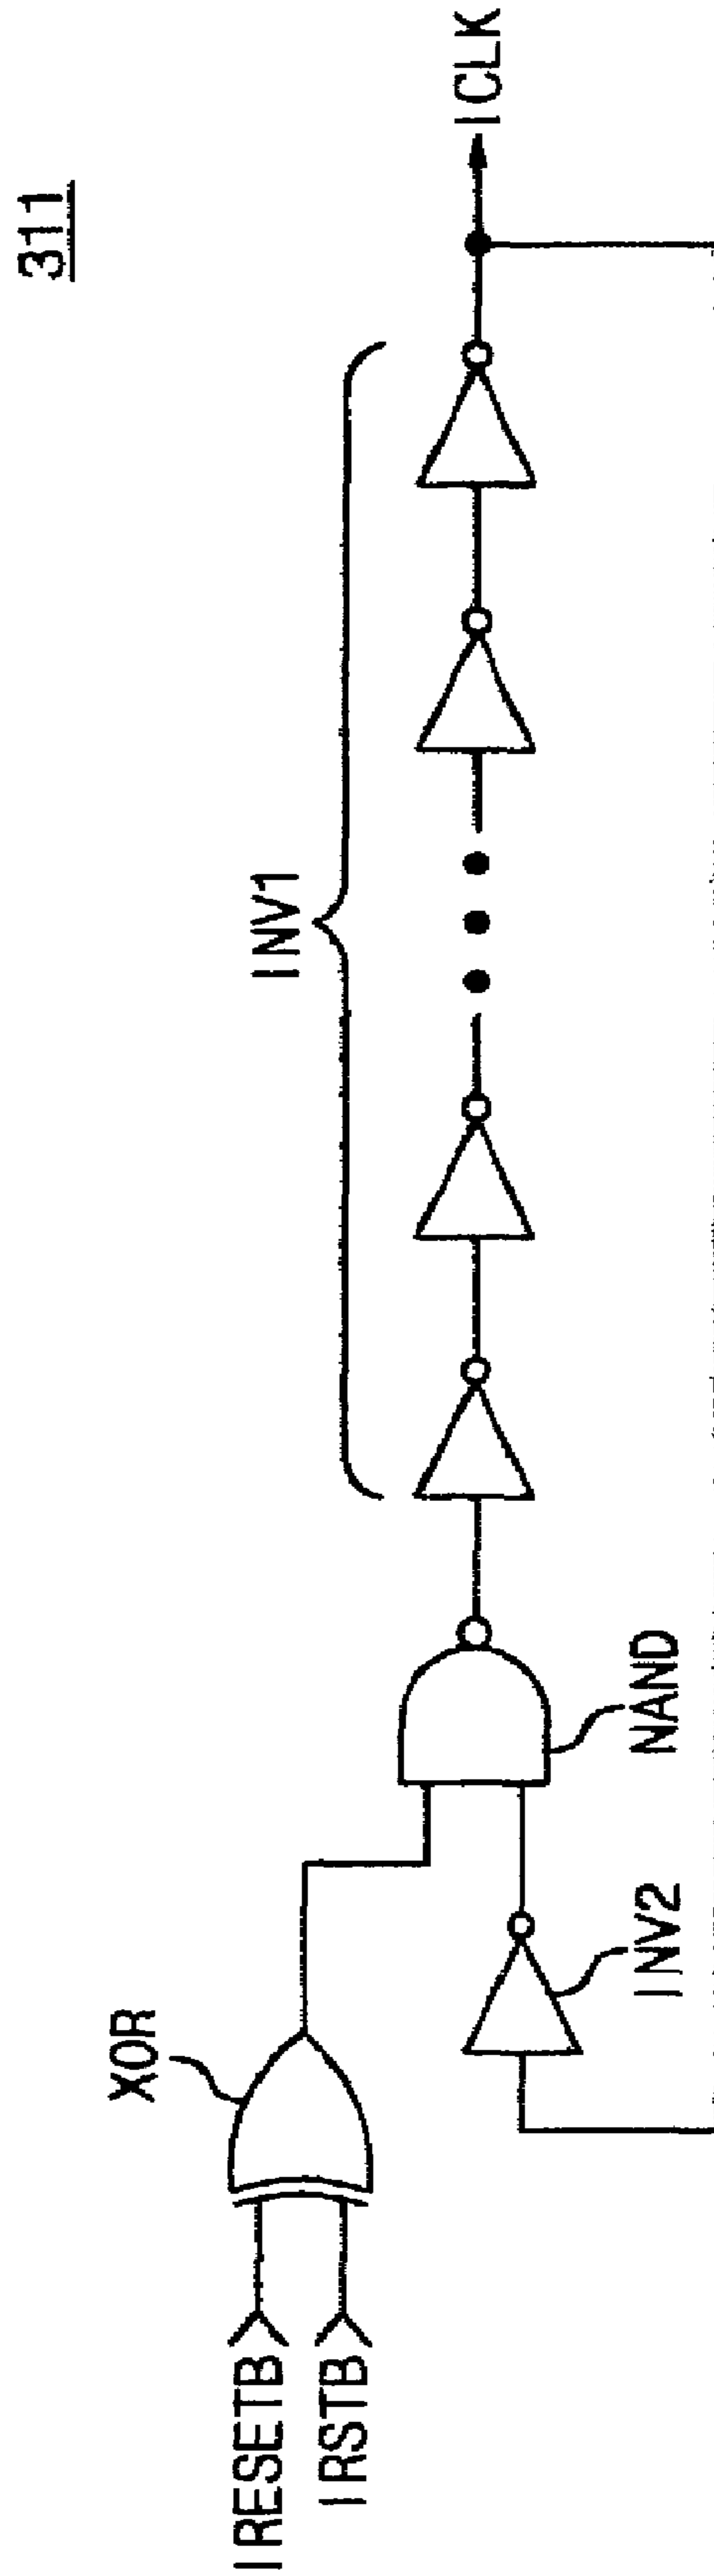 311
ICLK
INV1
NAND
INV2
XOR
IRESETB
IRSTB